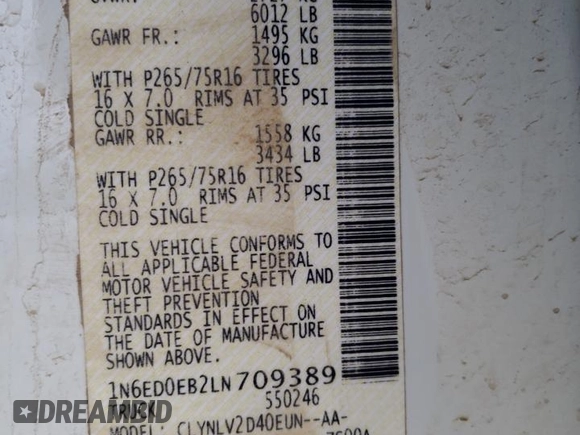 6012 LB
GAWR FR.: 1495 KG
3296 LB
WITH P265/75R16 TIRES
16 X 7.0 RIMS AT 35 PSI
COLD SINGLE
GAWR RR.: 1558 KG
3434 LB
WITH P265/75R16 TIRES
16 X 7.0 RIMS AT 35 PSI
COLD SINGLE
THIS VEHICLE CONFORMS TO
ALL APPLICABLE FEDERAL
MOTOR VEHICLE SAFETY AND
THEFT PREVENTION
STANDARDS IN EFFECT ON
THE DATE OF MANUFACTURE
SHOWN ABOVE.
1N6ED0EB2LN709389
TRUCK 550246
MODEL: CLYNLV2D40EUN--AA-
DREAMBID